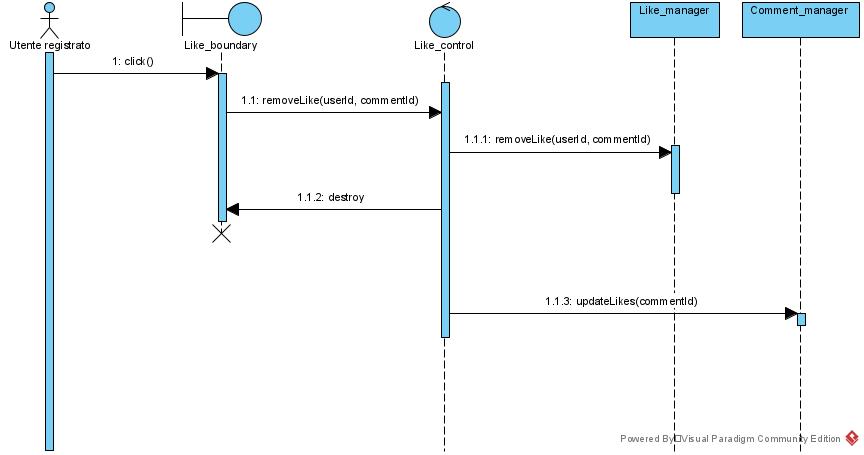 Utente registrato
Like_boundary
Like_control
Like_manager
Comment_manager
1: click()
1.1: removeLike(userId, commentId)
1.1.1: removeLike(userId, commentId)
1.1.2: destroy
1.1.3: updateLikes(commentId)
Powered By Visual Paradigm Community Edition